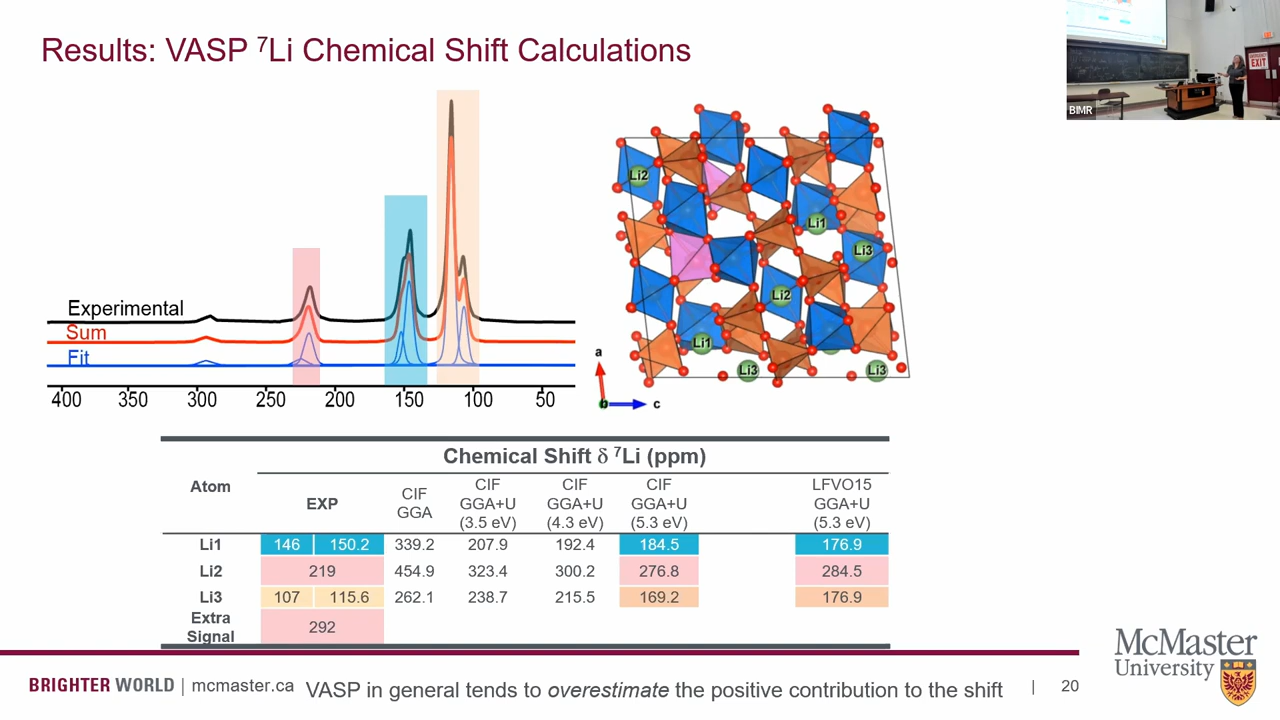 Results: VASP ⁷Li Chemical Shift Calculations
EXIT
BIMR
Experimental
Sum
Fit
400 350 300 250 200 150 100 50
Li2
Li1
Li3
Li2
Li1
Li3
Li3
a
b
c
Chemical Shift δ ⁷Li (ppm)
Atom EXP CIF GGA CIF GGA+U (3.5 eV) CIF GGA+U (4.3 eV) CIF GGA+U (5.3 eV) LFVO15 GGA+U (5.3 eV)
Li1 146 150.2 339.2 207.9 192.4 184.5 176.9
Li2 219 454.9 323.4 300.2 276.8 284.5
Li3 107 115.6 262.1 238.7 215.5 169.2 176.9
Extra Signal 292
McMaster
University
BRIGHTER WORLD | mcmaster.ca
VASP in general tends to overestimate the positive contribution to the shift
| 20